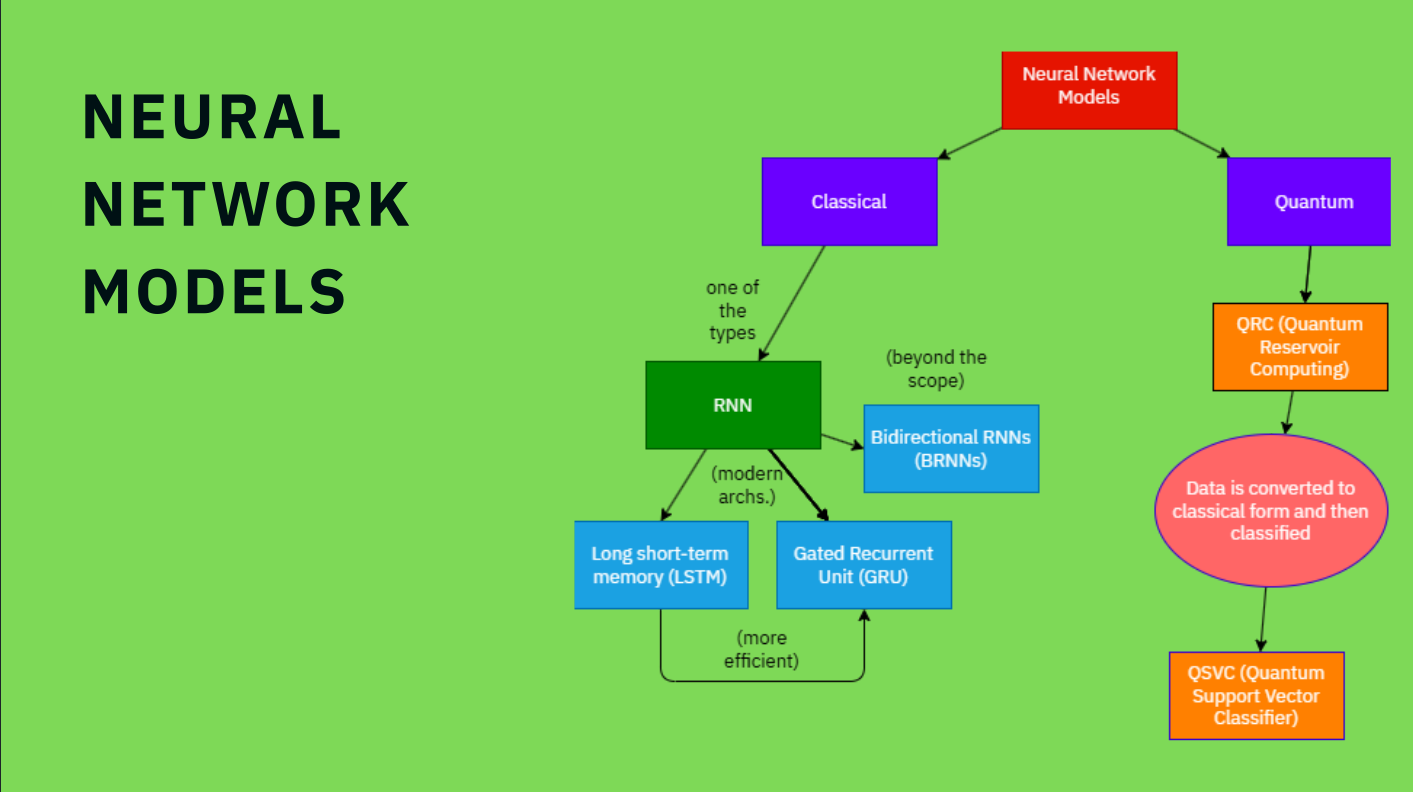 NEURAL
NETWORK
MODELS
Neural Network
Models
Classical
Quantum
one of
the
types
QRC (Quantum
Reservoir
Computing)
(beyond the
scope)
RNN
Bidirectional RNNs
(BRNNs)
(modern
archs.)
Data is converted to
classical form and then
classified
Long short-term
memory (LSTM)
Gated Recurrent
Unit (GRU)
(more
efficient)
QSVC (Quantum
Support Vector
Classifier)